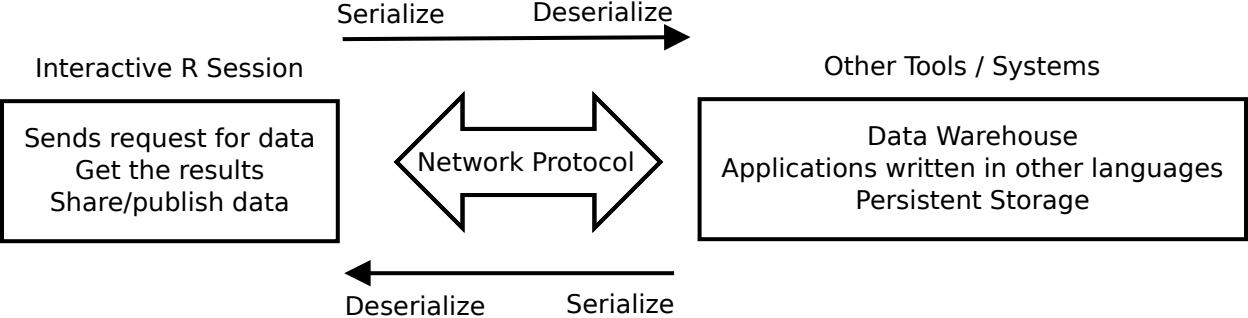 Serialize
Deserialize
Interactive R Session
Other Tools / Systems
Sends request for data
Get the results
Share/publish data
Network Protocol
Data Warehouse
Applications written in other languages
Persistent Storage
Deserialize
Serialize